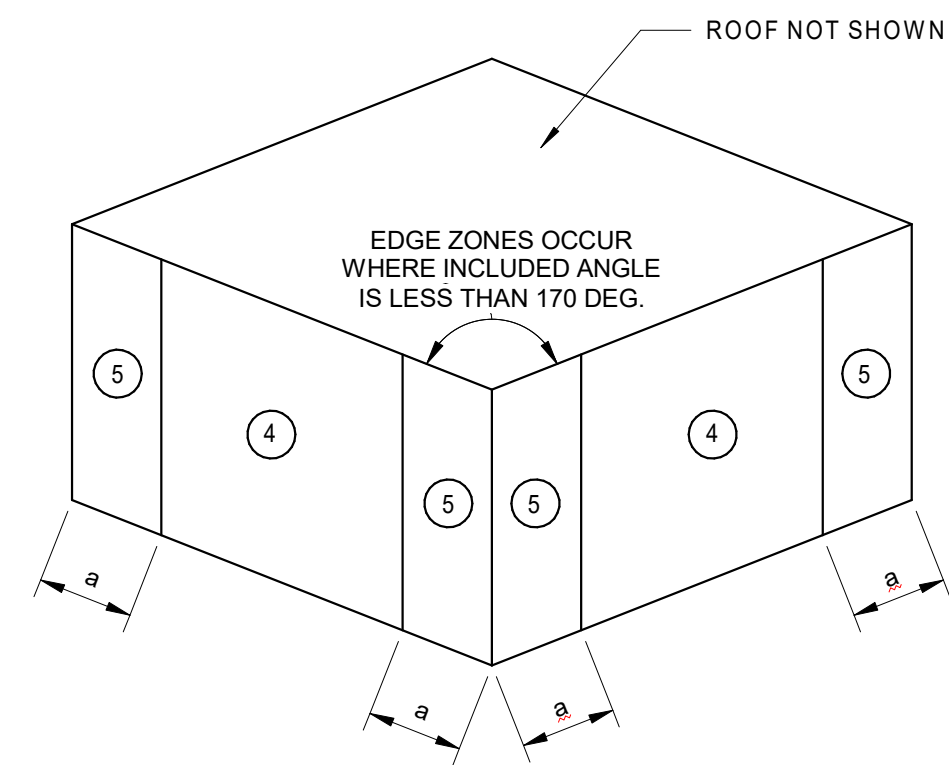 ROOF NOT SHOWN
EDGE ZONES OCCUR
WHERE INCLUDED ANGLE
IS LESS THAN 170 DEG.
5
5
4
4
5
5
a
a
a
a